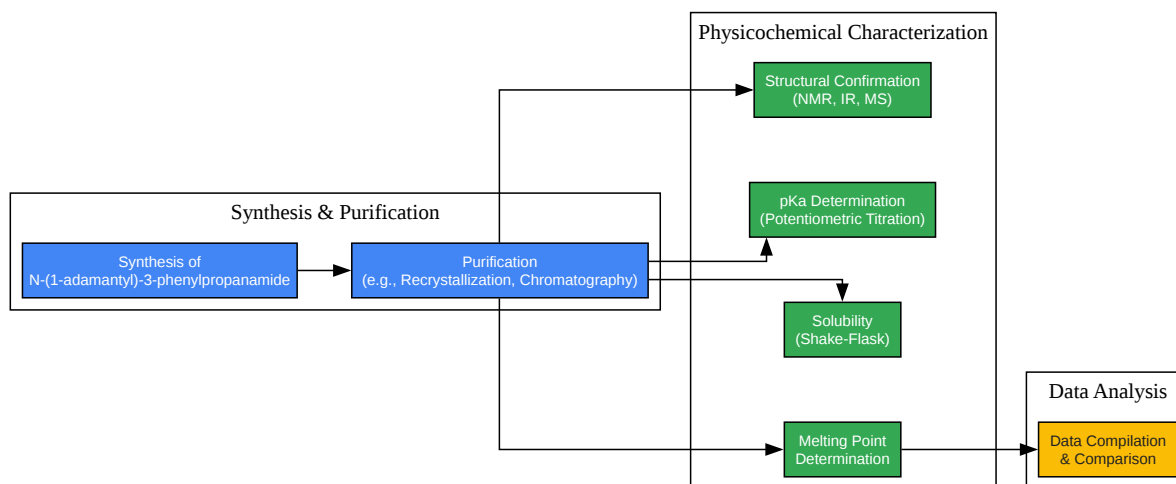 Physicochemical Characterization
Structural Confirmation
(NMR, IR, MS)
pKa Determination
(Potentiometric Titration)
Synthesis & Purification
Synthesis of
N-(1-adamantyl)-3-phenylpropanamide
Purification
(e.g., Recrystallization, Chromatography)
Solubility
(Shake-Flask)
Melting Point
Determination
Data Analysis
Data Compilation
& Comparison